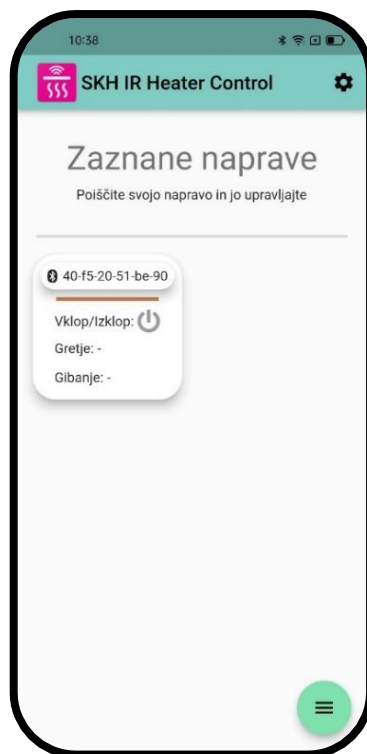 10:38
SKH IR Heater Control
Zaznane naprave
Poiščite svojo napravo in jo upravljajte
40-f5-20-51-be-90
Vklop/Izklop:
Gretje: -
Gibanje: -